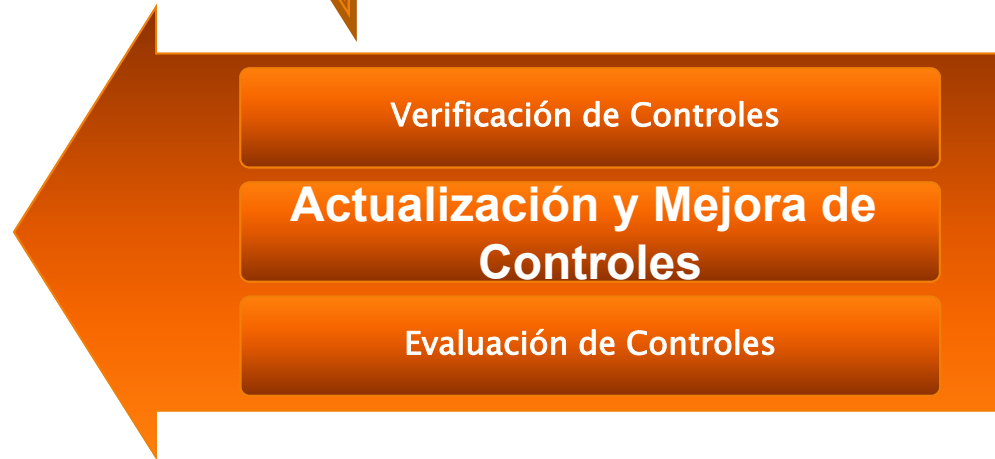 Verificación de Controles
Actualización y Mejora de
Controles
Evaluación de Controles